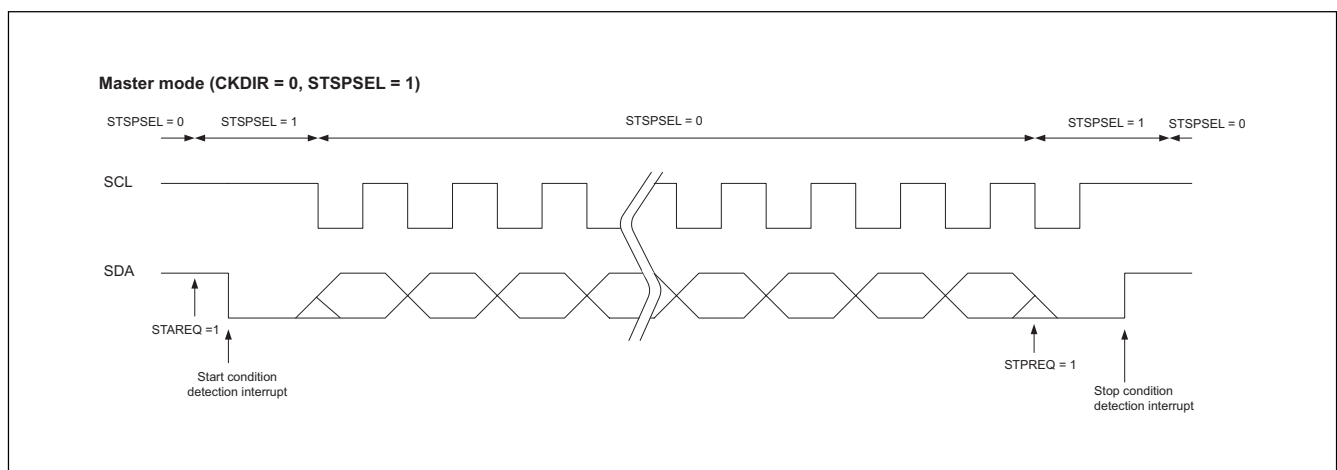 Master mode (CKDIR = 0, STSPSEL = 1)
STSPSEL = 0
STSPSEL = 1
STSPSEL = 0
STSPSEL = 1
STSPSEL = 0
SCL
SDA
STAREQ =1
Start condition
detection interrupt
STPREQ = 1
Stop condition
detection interrupt